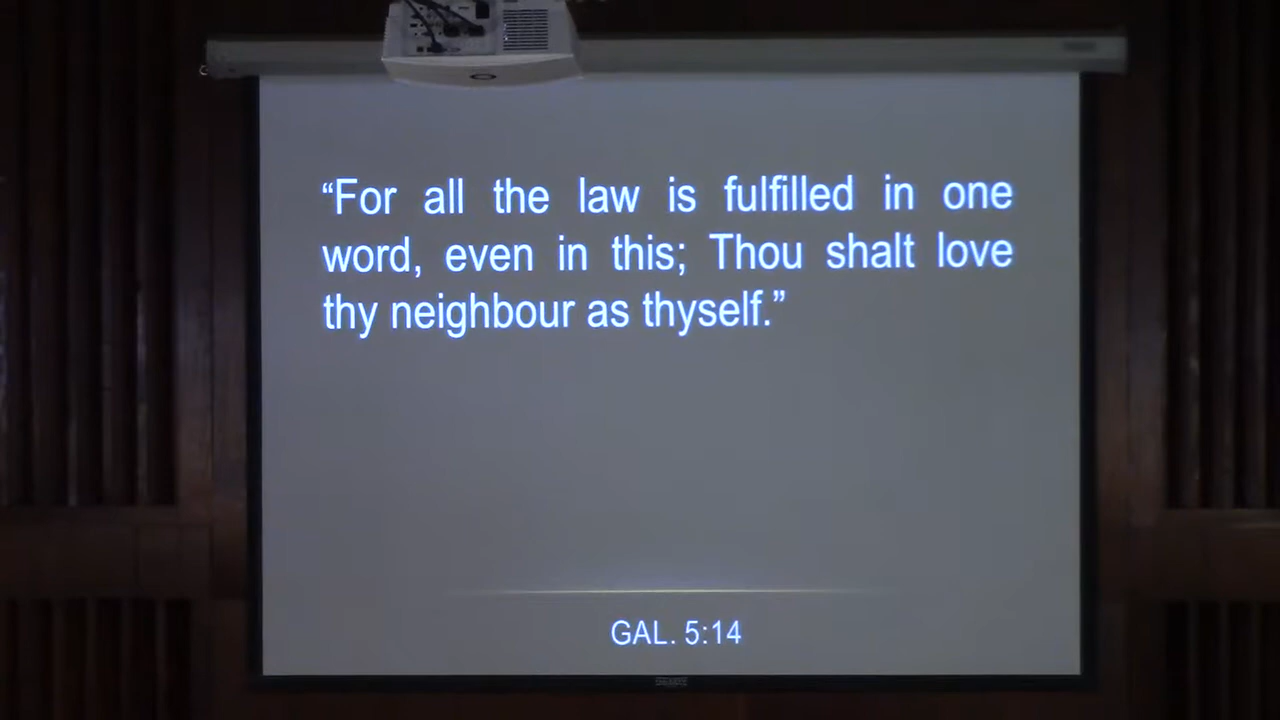 “For all the law is fulfilled in one
word, even in this; Thou shalt love
thy neighbour as thyself.”
GAL. 5:14